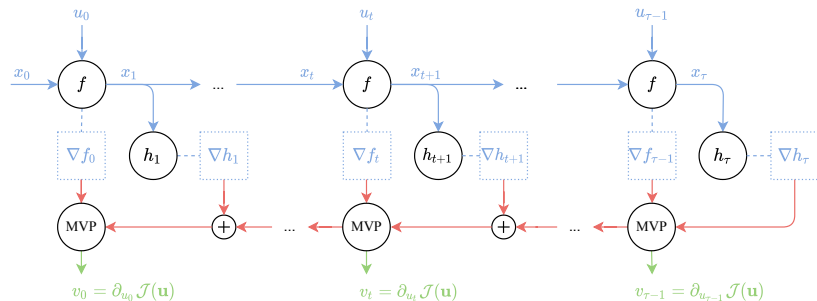 u_0 u_t u_{τ−1}
x_0 f x_1 ... x_t f x_{t+1} ... f x_τ
∇f_0 h_1 ∇h_1 ∇f_t h_{t+1} ∇h_{t+1} ∇f_{τ−1} h_τ ∇h_τ
MVP + ... MVP + ... MVP
v_0 = ∂_{u_0} 𝒥(𝐮) v_t = ∂_{u_t} 𝒥(𝐮) v_{τ−1} = ∂_{u_{τ−1}} 𝒥(𝐮)